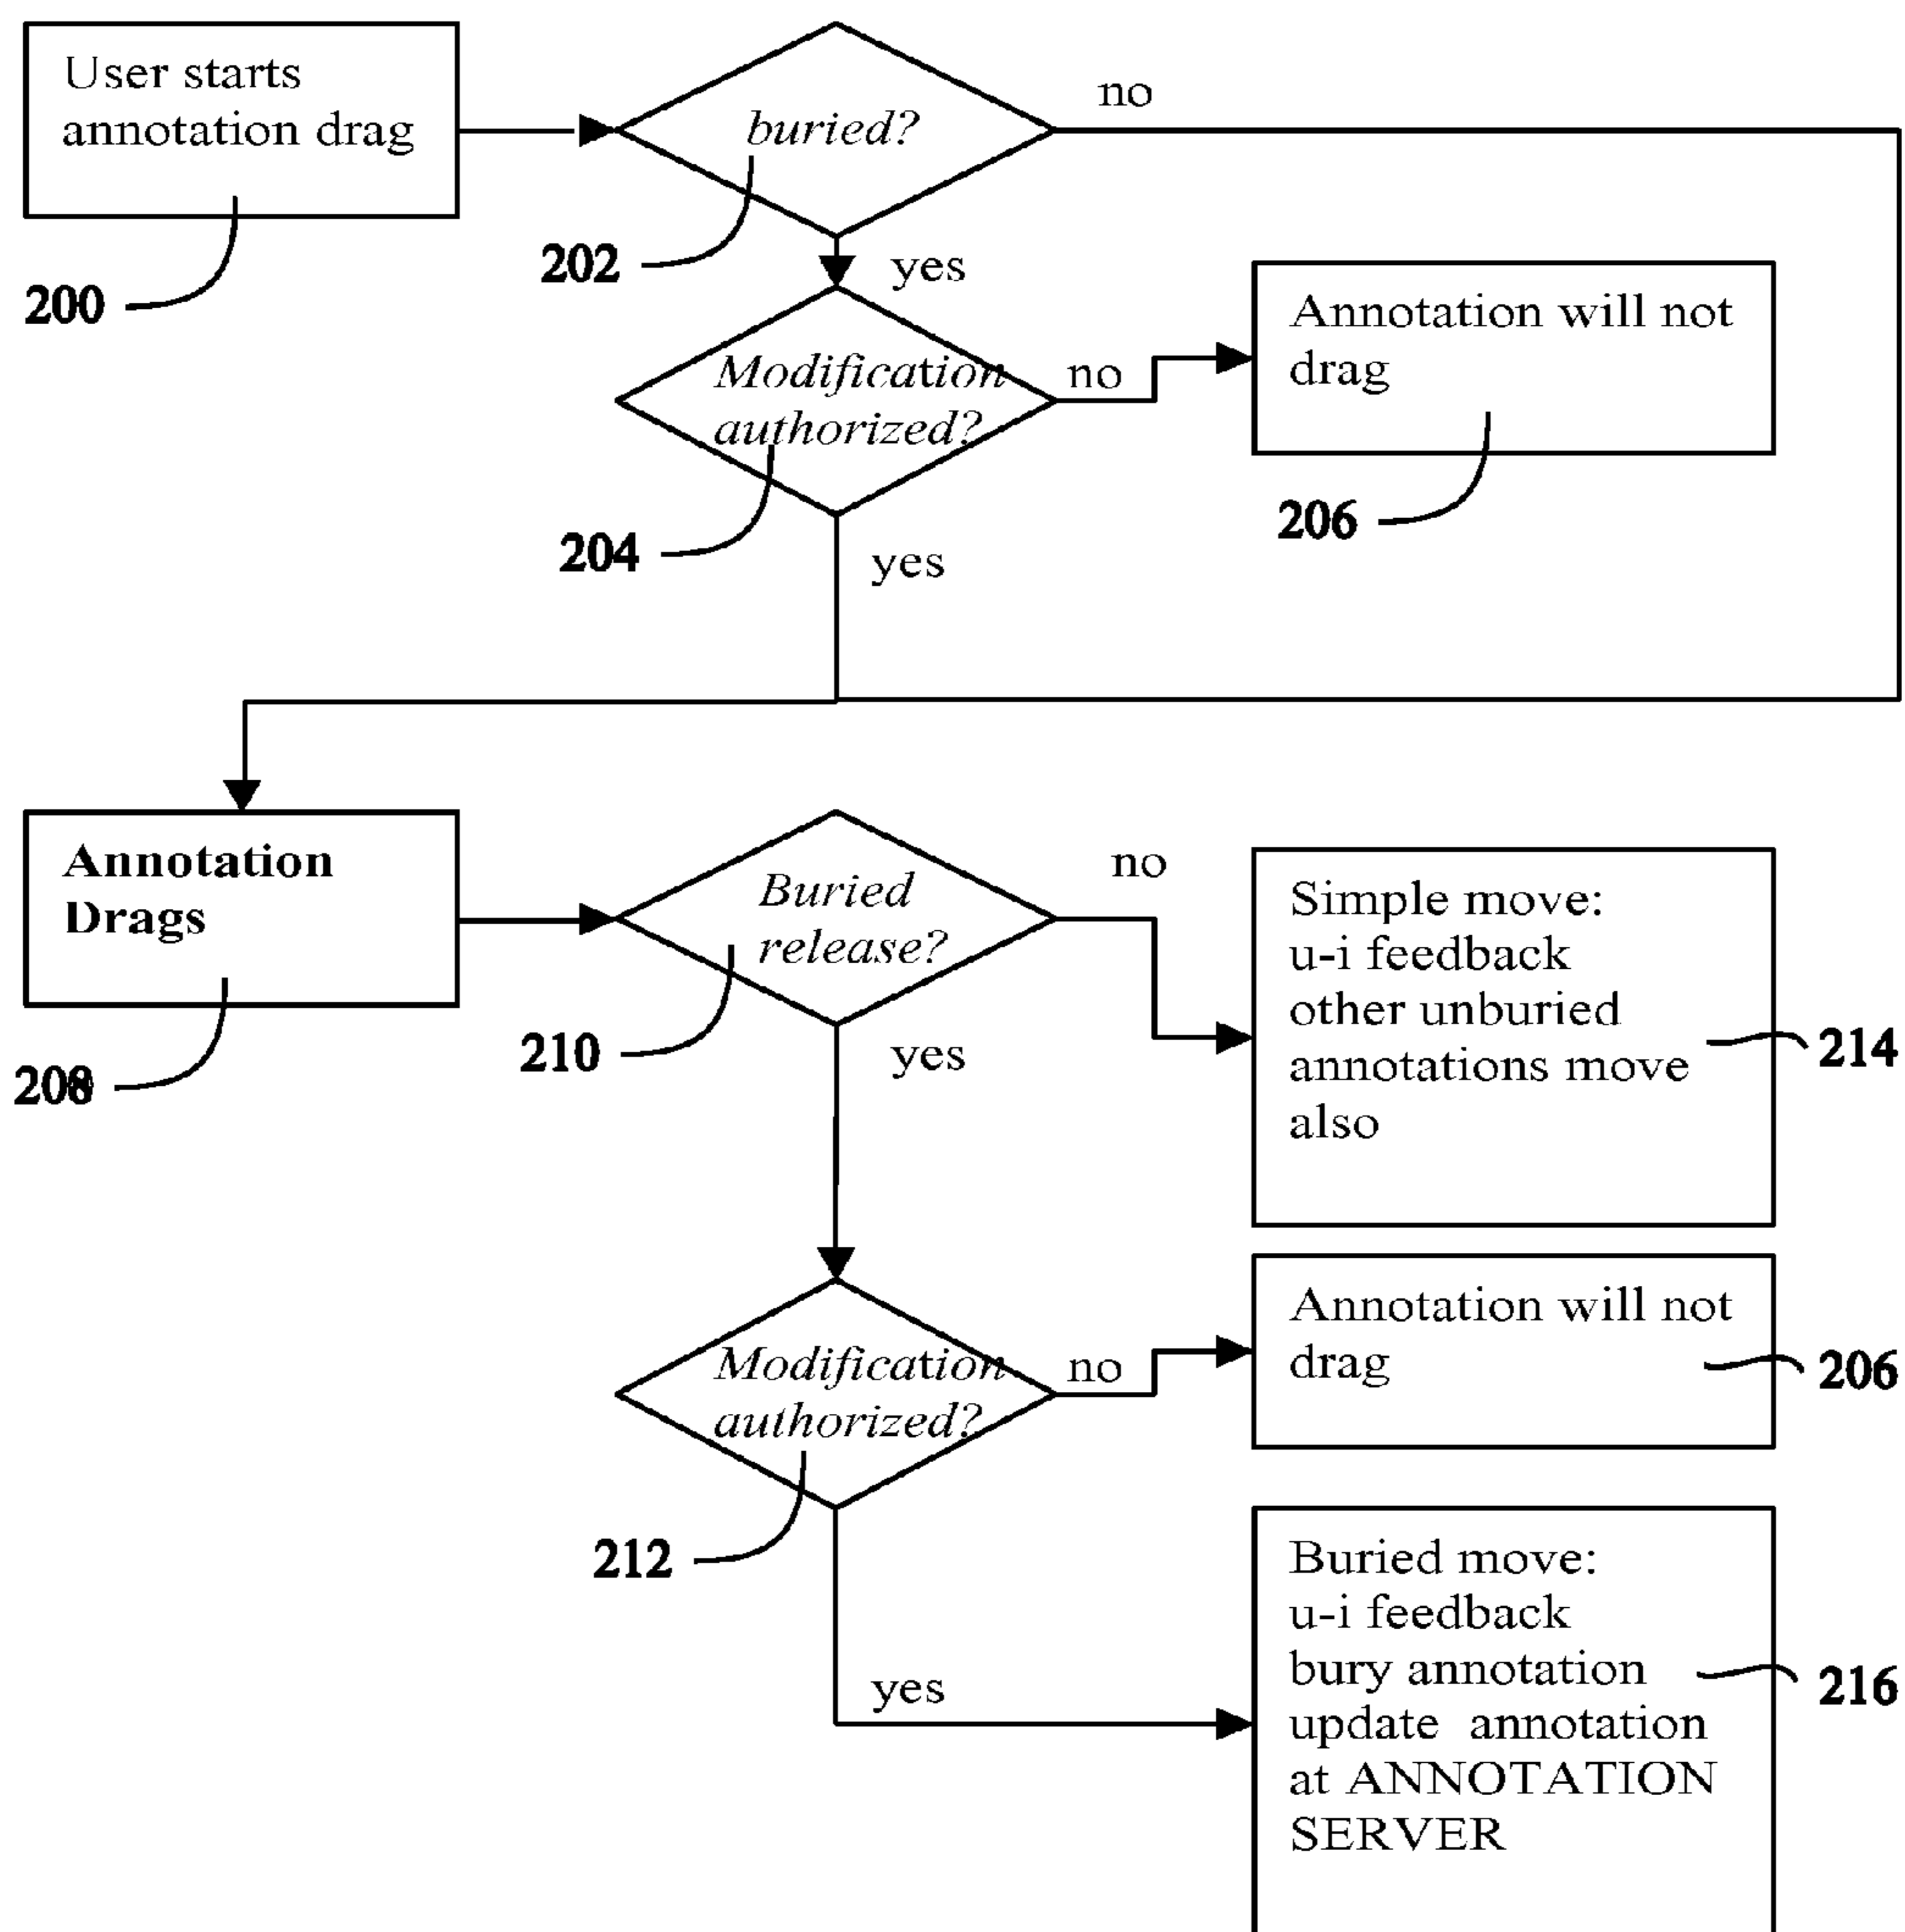 User starts
annotation drag
200
buried?
202
no
yes
Modification
authorized?
204
no
Annotation will not
drag
206
yes
Annotation
Drags
208
Buried
release?
210
no
Simple move:
u-i feedback
other unburied
annotations move
also
214
yes
Modification
authorized?
212
no
Annotation will not
drag
206
yes
Buried move:
u-i feedback
bury annotation
update annotation
at ANNOTATION
SERVER
216